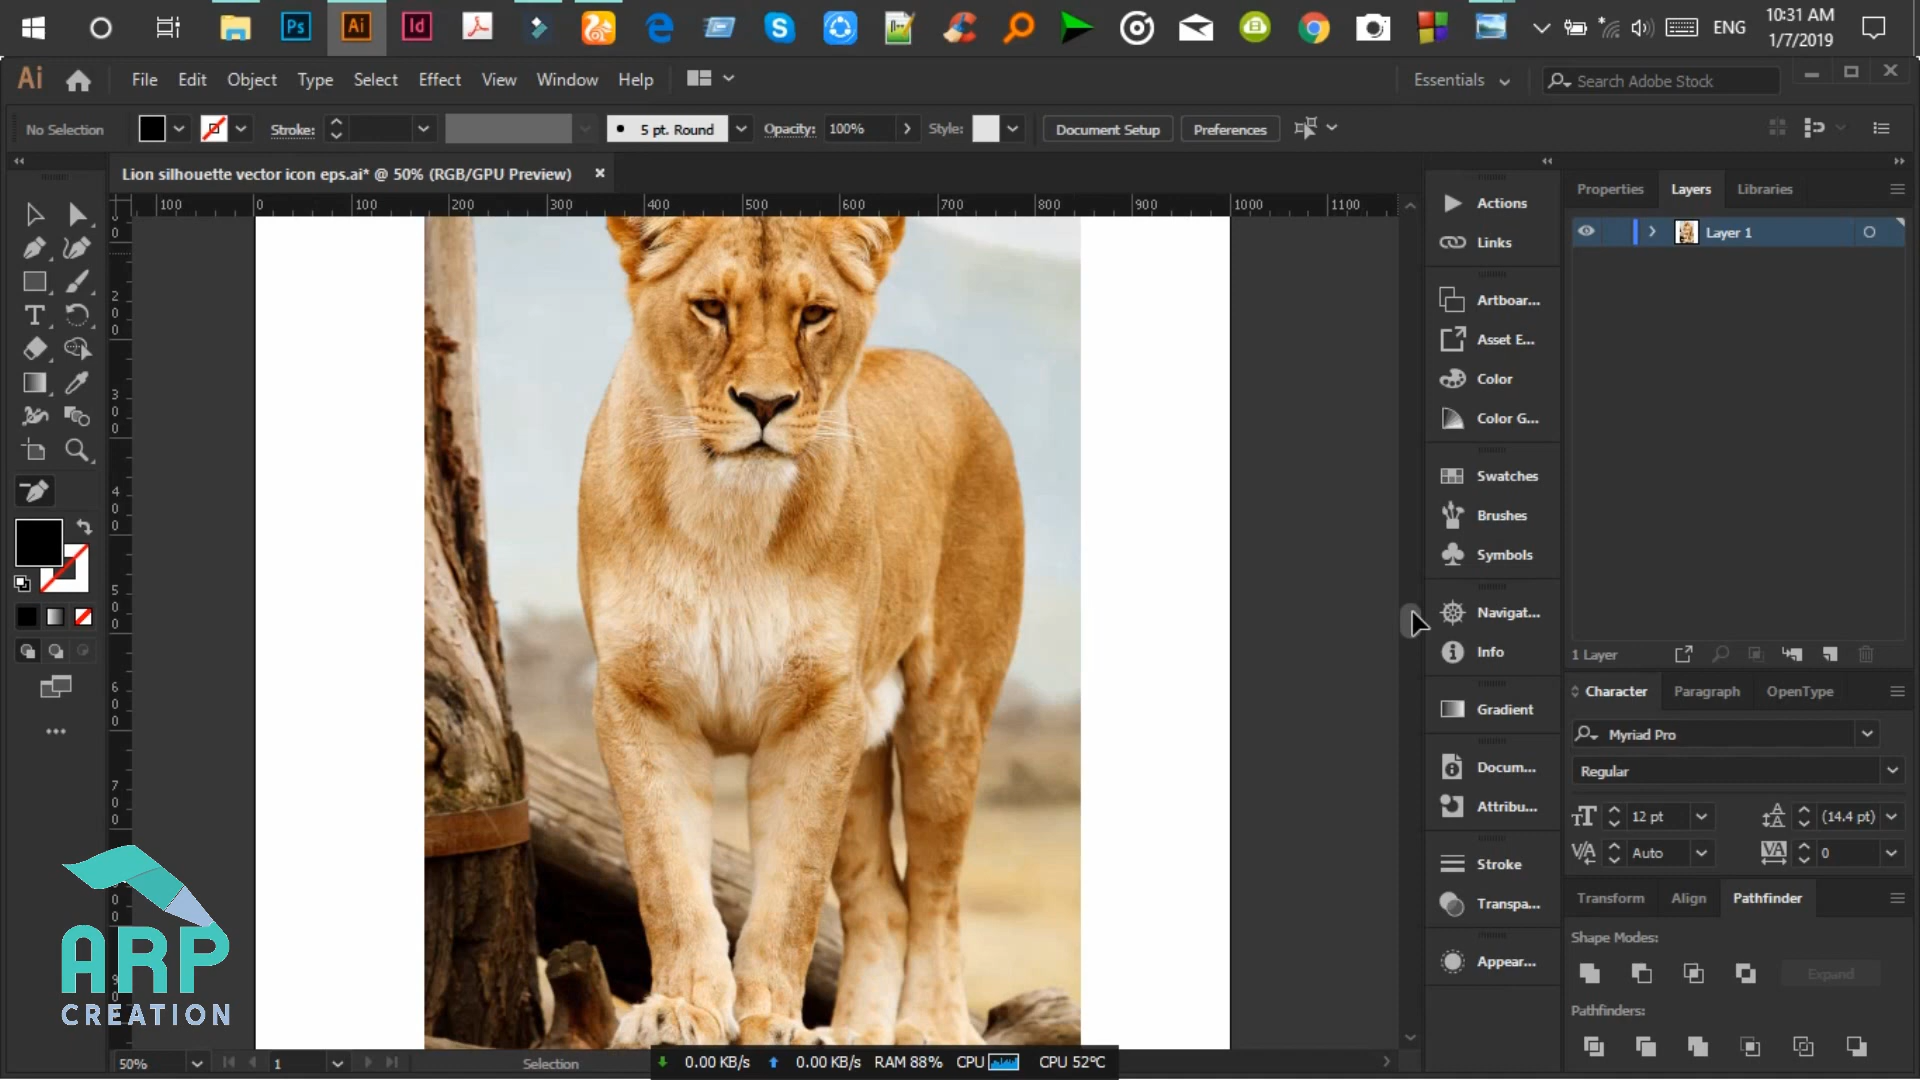 Ps
Ai
Id
ENG
10:31 AM
1/7/2019
Ai
File Edit Object Type Select Effect View Window Help
Essentials
Search Adobe Stock
No Selection
Stroke:
5 pt. Round
Opacity: 100%
Style:
Document Setup
Preferences
Lion silhouette vector icon eps.ai* @ 50% (RGB/GPU Preview)
100 0 100 200 300 400 500 600 700 800 900 1000 1100
Actions
Links
Artboar...
Asset E...
Color
Color G...
Swatches
Brushes
Symbols
Navigat...
Info
Gradient
Docum...
Attribu...
Stroke
Transpa...
Appear...
Properties Layers Libraries
Layer 1
1 Layer
Character Paragraph OpenType
Myriad Pro
Regular
12 pt
(14.4 pt)
Auto
0
Transform Align Pathfinder
Shape Modes:
Expand
Pathfinders:
ARP
CREATION
50%
1
Selection
0.00 KB/s 0.00 KB/s RAM 88% CPU CPU 52°C